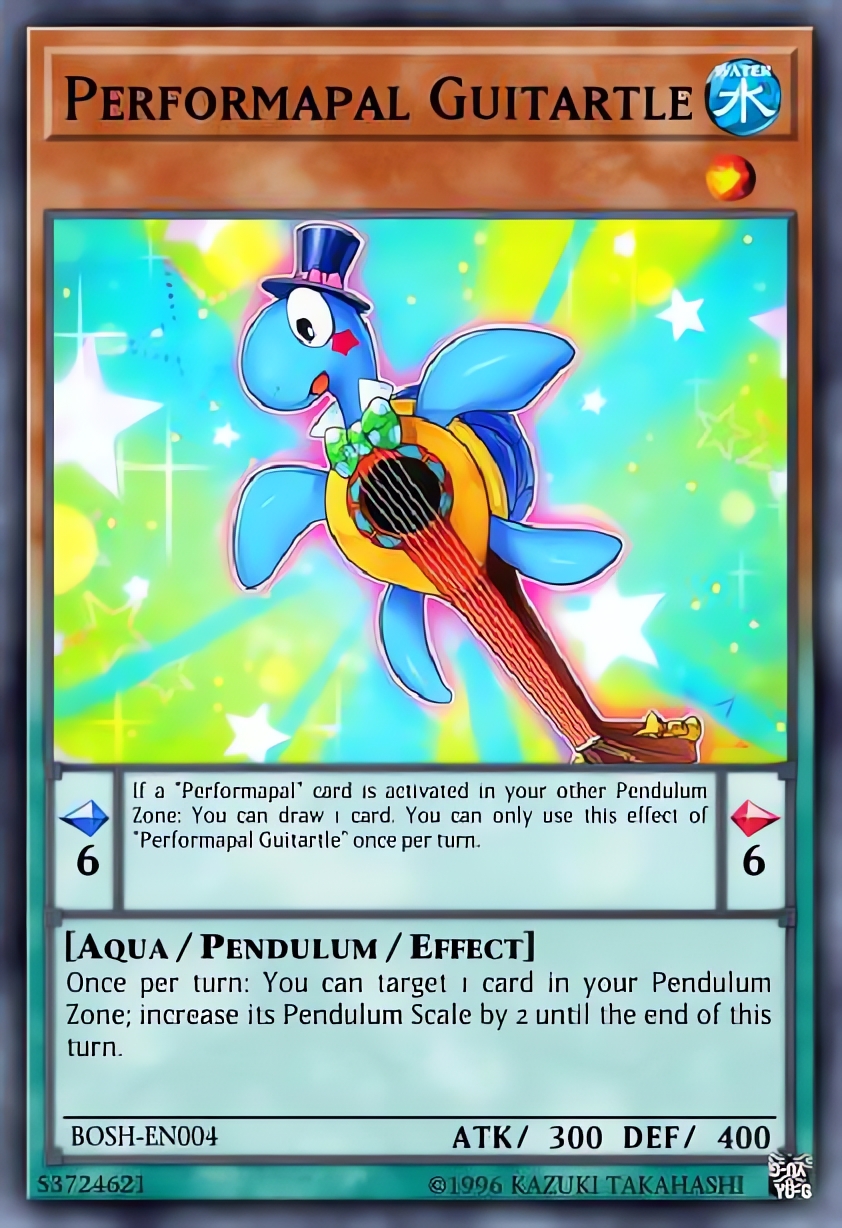 PERFORMAPAL GUITARTLE
WATER
水
If a "Performapal" card is activated in your other Pendulum
Zone: You can draw 1 card. You can only use this effect of
"Performapal Guitartle" once per turn.
6
6
[AQUA / PENDULUM / EFFECT]
Once per turn: You can target 1 card in your Pendulum
Zone; increase its Pendulum Scale by 2 until the end of this
turn.
BOSH-EN004
ATK/ 300 DEF/ 400
53724621
©1996 KAZUKI TAKAHASHI